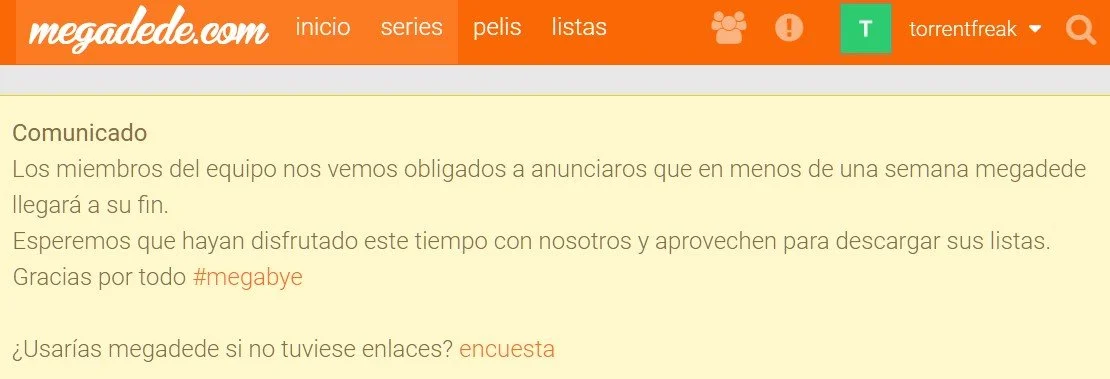 megadede.com inicio series pelis listas T torrentfreak
Comunicado
Los miembros del equipo nos vemos obligados a anunciaros que en menos de una semana megadede
llegará a su fin.
Esperemos que hayan disfrutado este tiempo con nosotros y aprovechen para descargar sus listas.
Gracias por todo #megabye
¿Usarías megadede si no tuviese enlaces? encuesta